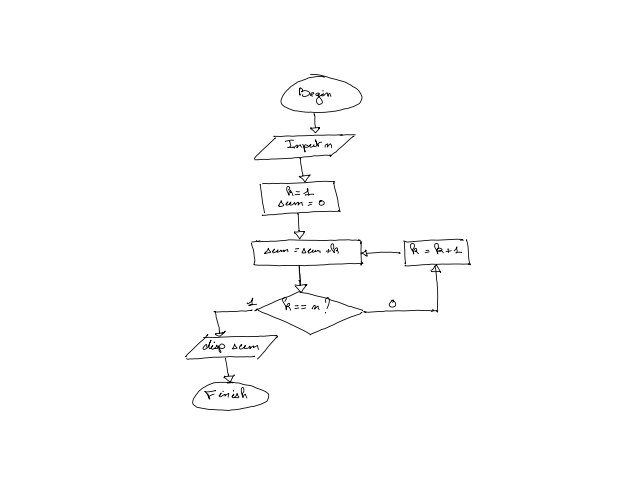 Begin
Input n
k = 1
sum = 0
sum = sum + k
k = k + 1
k == n ?
1
0
disp sum
Finish